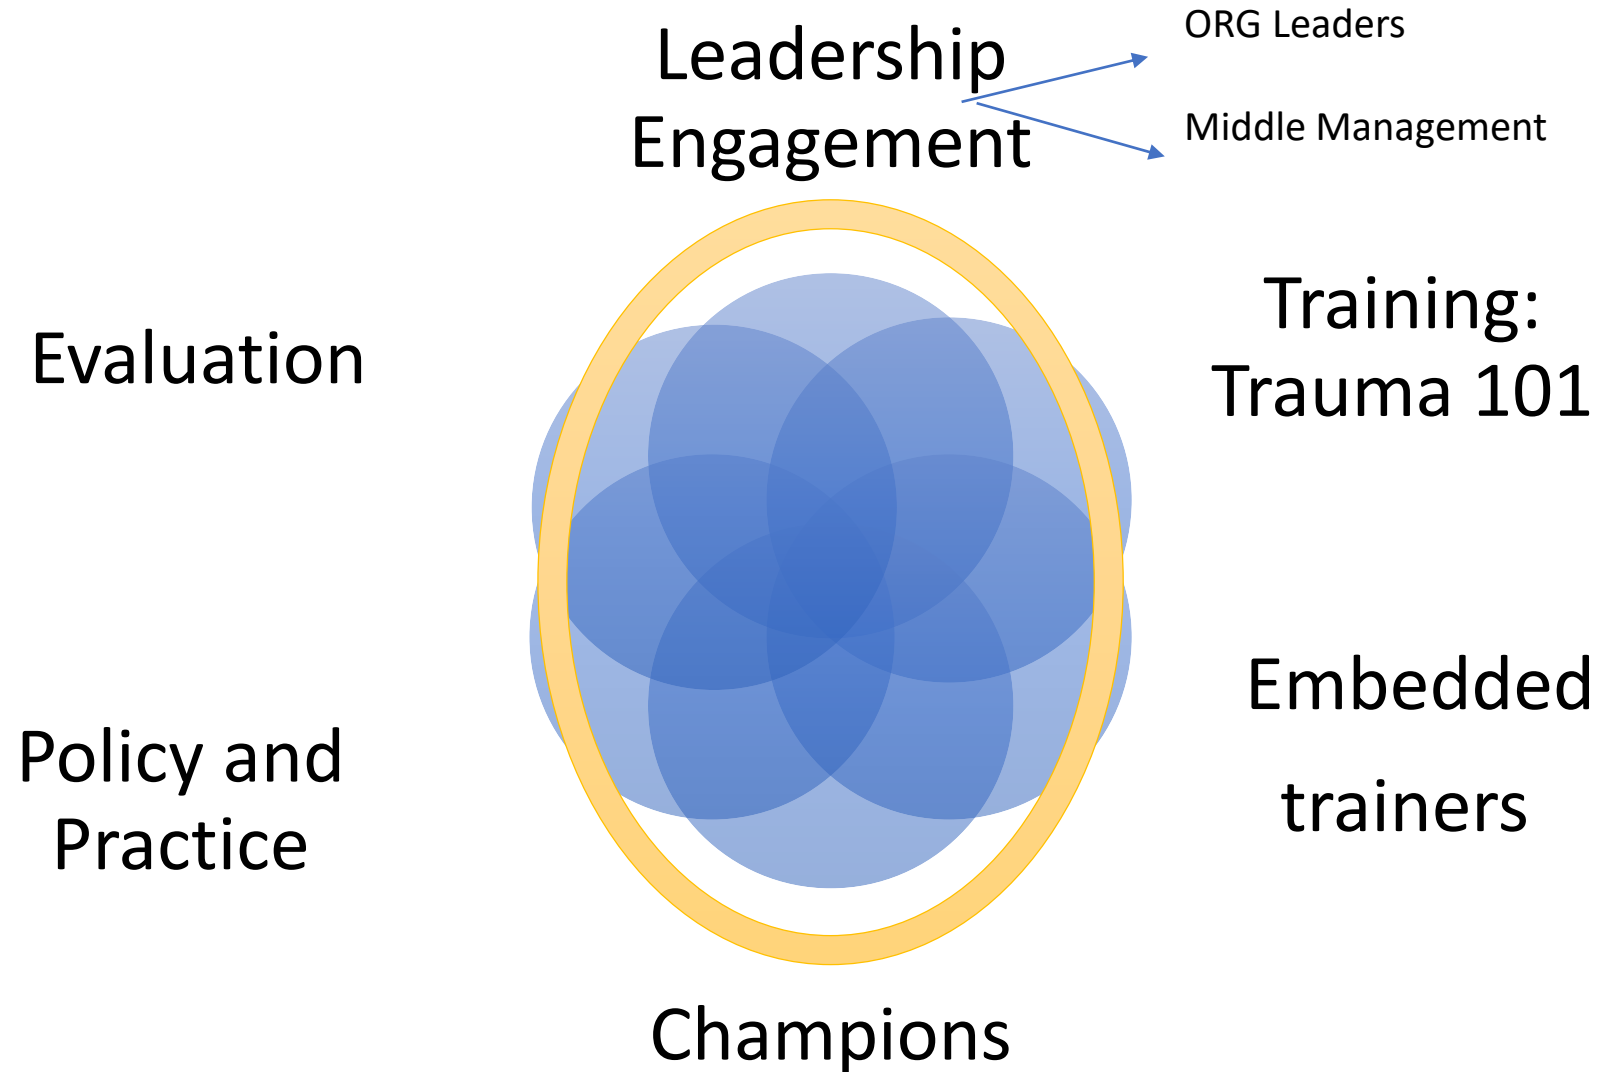 Leadership
Engagement
ORG Leaders
Middle Management
Training:
Trauma 101
Evaluation
Embedded
trainers
Policy and
Practice
Champions